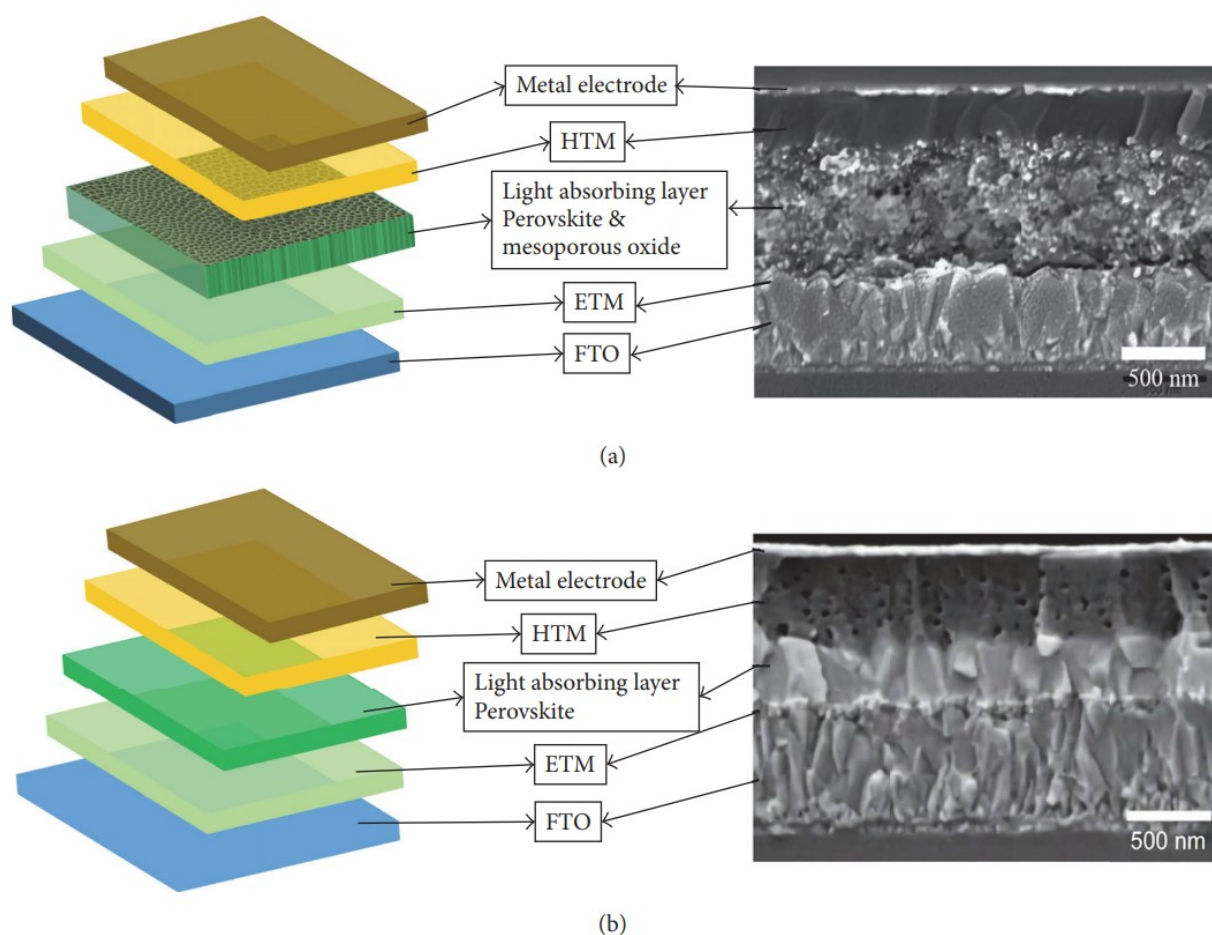 Metal electrode
HTM
Light absorbing layer
Perovskite &
mesoporous oxide
ETM
FTO
500 nm
(a)
Metal electrode
HTM
Light absorbing layer
Perovskite
ETM
FTO
500 nm
(b)